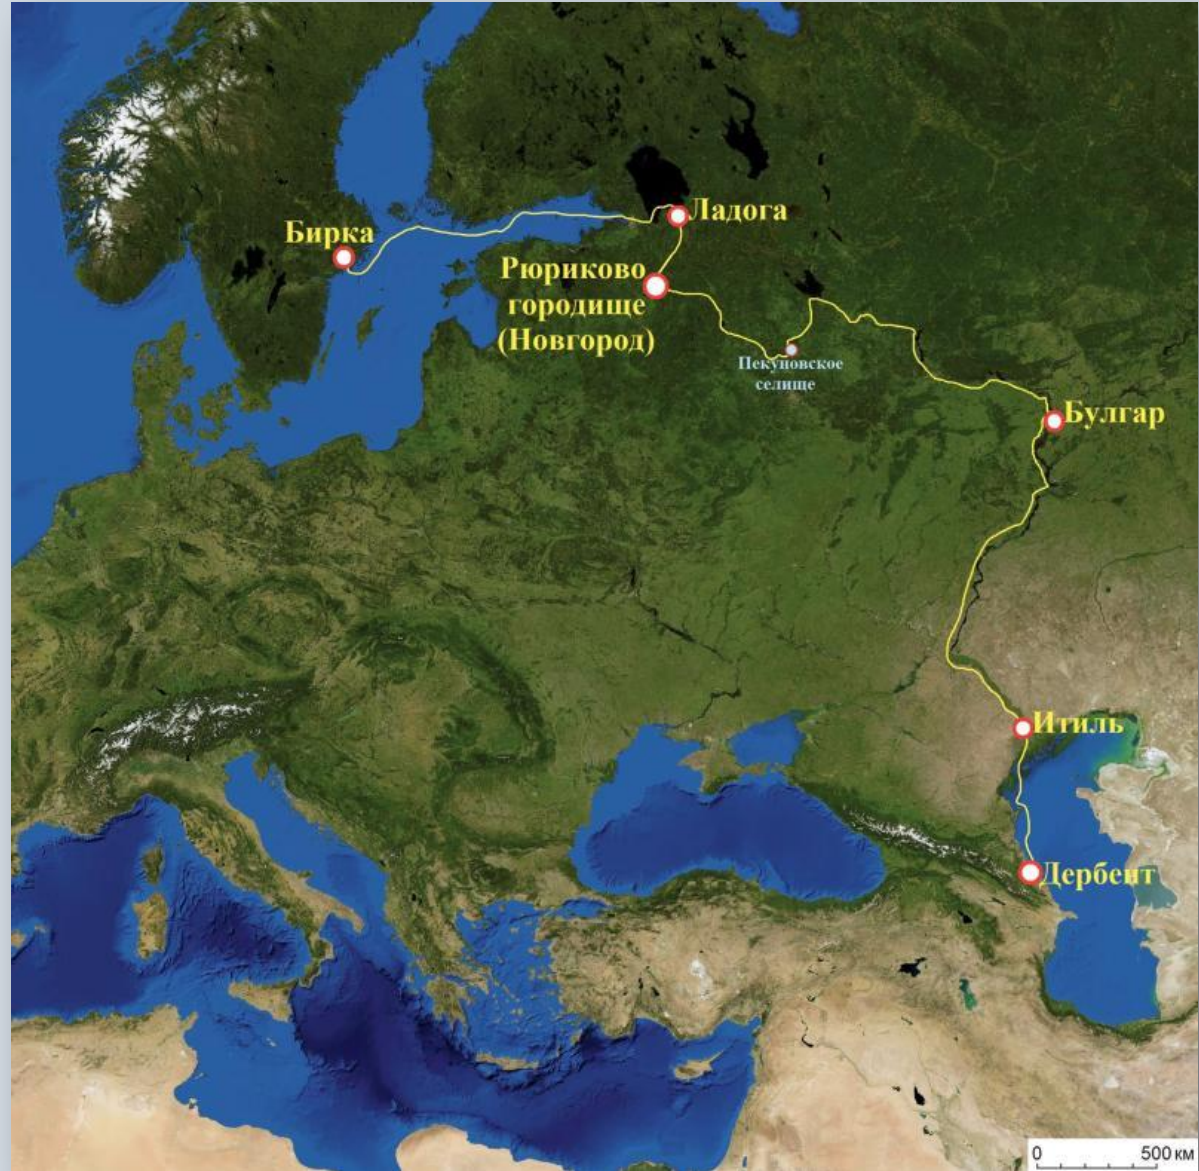 Бирка
Ладога
Рюриково
городище
(Новгород)
Пекуновское
селище
Булгар
Итиль
Дербент
0 500 км